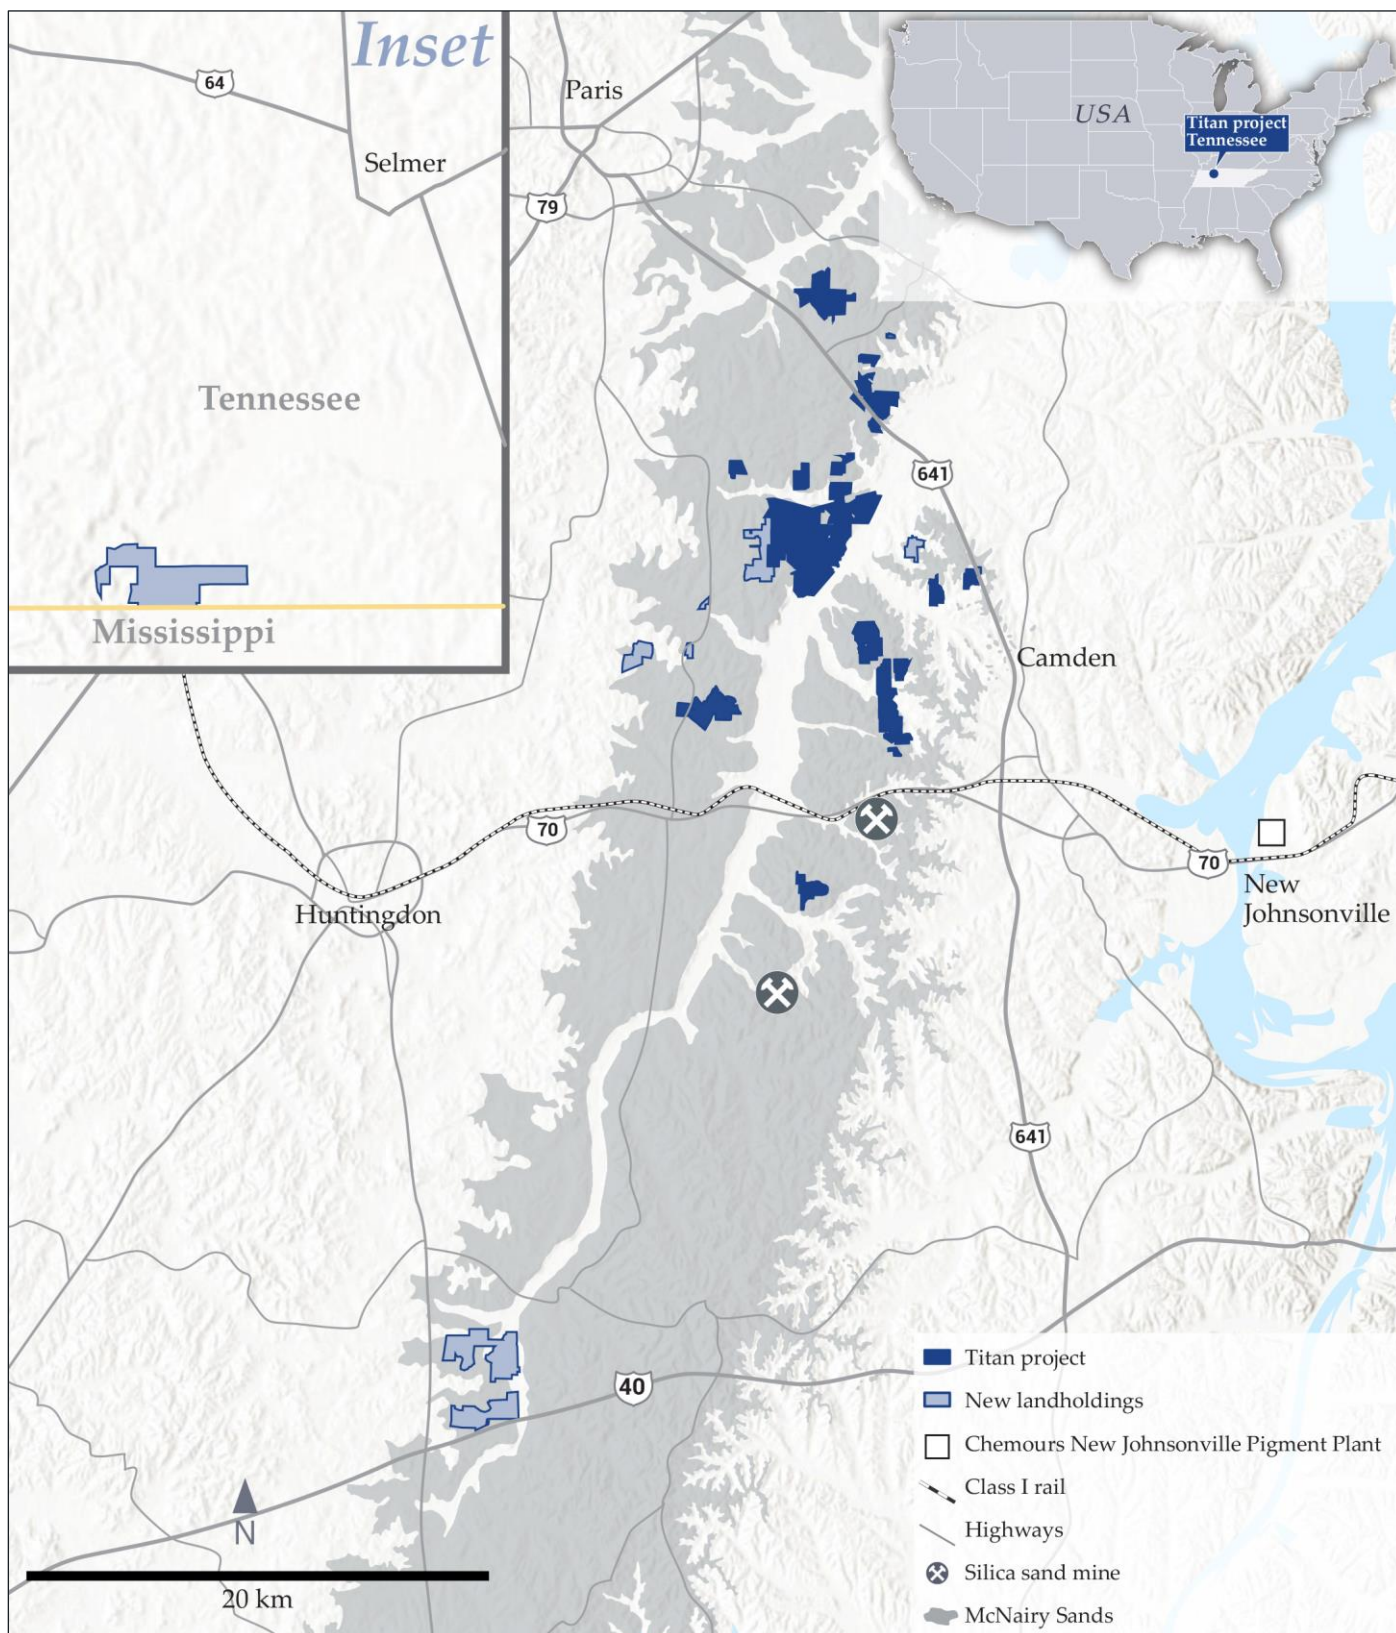 Inset
64
Selmer
Tennessee
Mississippi
Paris
79
USA
Titan project
Tennessee
641
Camden
70
Huntingdon
70
New
Johnsonville
641
40
N
20 km
Titan project
New landholdings
Chemours New Johnsonville Pigment Plant
Class I rail
Highways
Silica sand mine
McNairy Sands